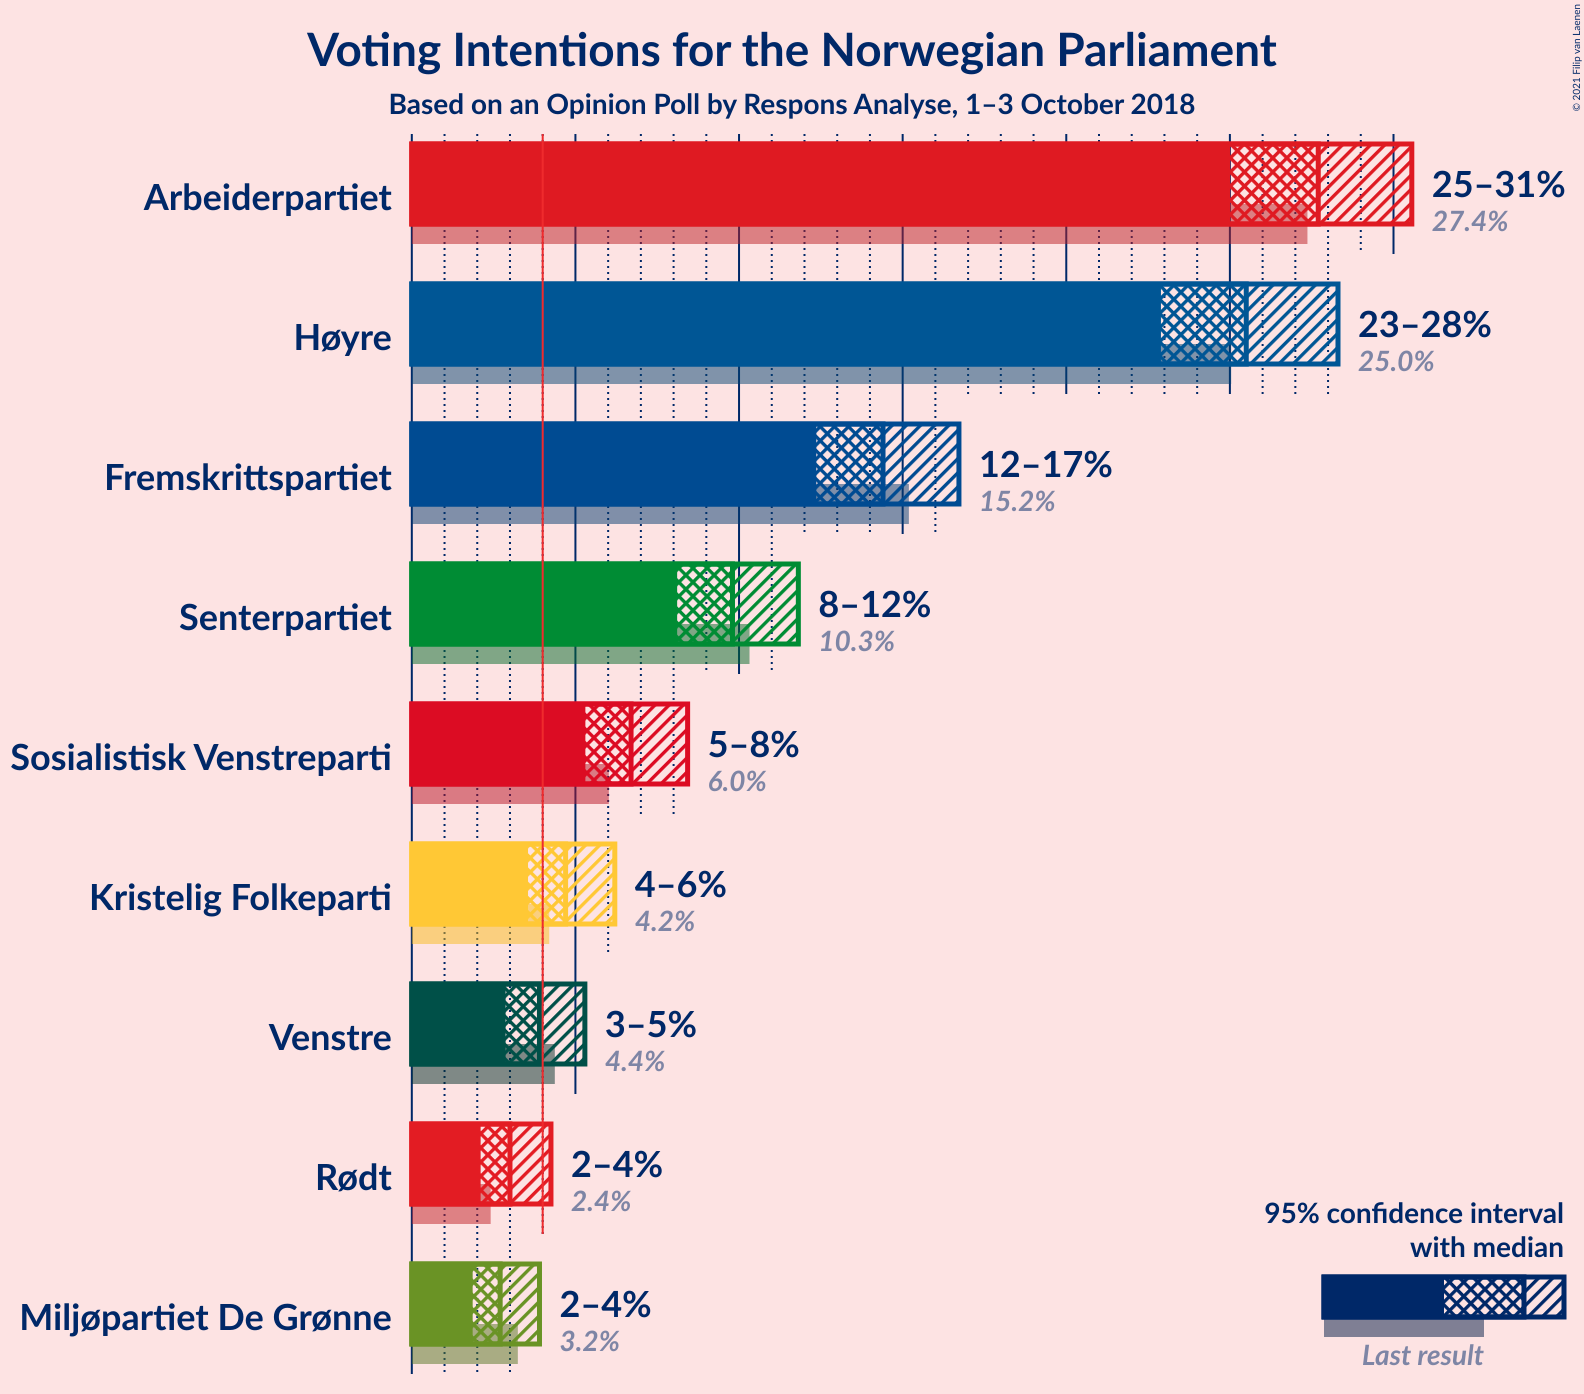 Voting Intentions for the Norwegian Parliament
Based on an Opinion Poll by Respons Analyse, 1–3 October 2018
© 2021 Filip van Laenen
Arbeiderpartiet
25–31%
27.4%
Høyre
23–28%
25.0%
Fremskrittspartiet
12–17%
15.2%
Senterpartiet
8–12%
10.3%
Sosialistisk Venstreparti
5–8%
6.0%
Kristelig Folkeparti
4–6%
4.2%
Venstre
3–5%
4.4%
Rødt
2–4%
2.4%
Miljøpartiet De Grønne
2–4%
3.2%
95% confidence interval
with median
Last result